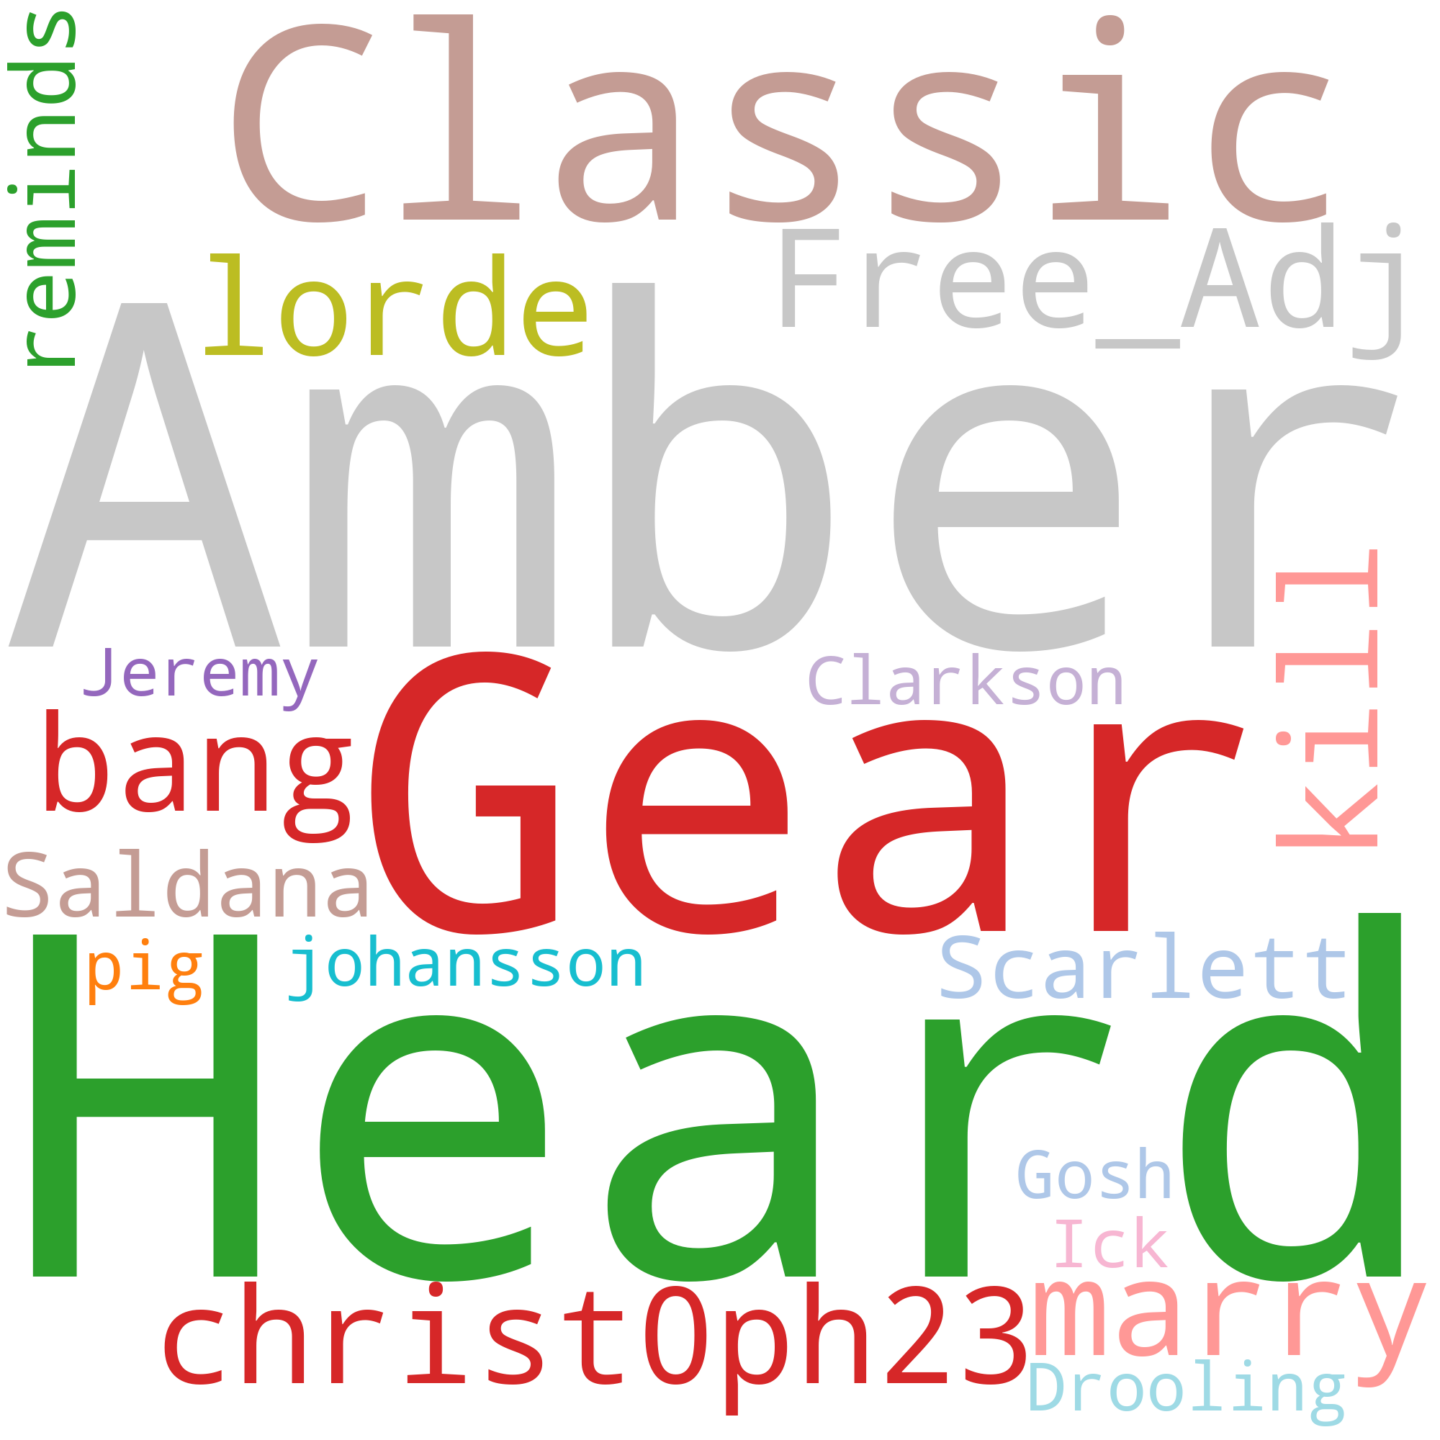 reminds
Classic
lorde
Free_Adj
Amber
kill
Jeremy
Clarkson
bang
Gear
Saldana
pig
johansson
Scarlett
Heard
Gosh
Ick
christ0ph23
marry
Drooling